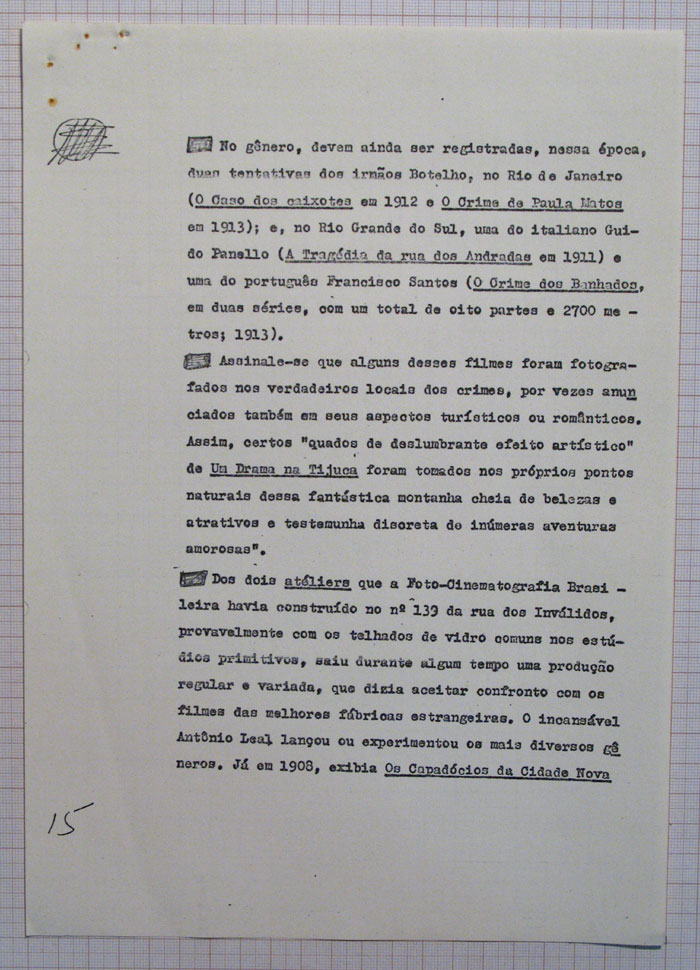 No gênero, devem ainda ser registradas, nessa época,
duas tentativas dos irmãos Botelho, no Rio de Janeiro
(O Caso dos caixotes em 1912 e O Crime de Paula Matos
em 1913); e, no Rio Grande do Sul, uma do italiano Gui-
do Panello (A Tragédia da rua dos Andradas em 1911) e
uma do português Francisco Santos (O Crime dos Banhados,
em duas séries, com um total de oito partes e 2700 me -
tros; 1913).
Assinale-se que alguns desses filmes foram fotogra-
fados nos verdadeiros locais dos crimes, por vezes anun
ciados também em seus aspectos turísticos ou românticos.
Assim, certos "quados de deslumbrante efeito artístico"
de Um Drama na Tijuca foram tomados nos próprios pontos
naturais dessa fantástica montanha cheia de belezas e
atrativos e testemunha discreta de inúmeras aventuras
amorosas".
Dos dois atéliers que a Foto-Cinematografia Brasi -
leira havia construído no nº 139 da rua dos Inválidos,
provavelmente com os telhados de vidro comuns nos estú-
dios primitivos, saiu durante algum tempo uma produção
regular e variada, que dizia aceitar confronto com os
filmes das melhores fábricas estrangeiras. O incansável
Antônio Leal lançou ou experimentou os mais diversos gê
neros. Já em 1908, exibia Os Capadócios da Cidade Nova
15